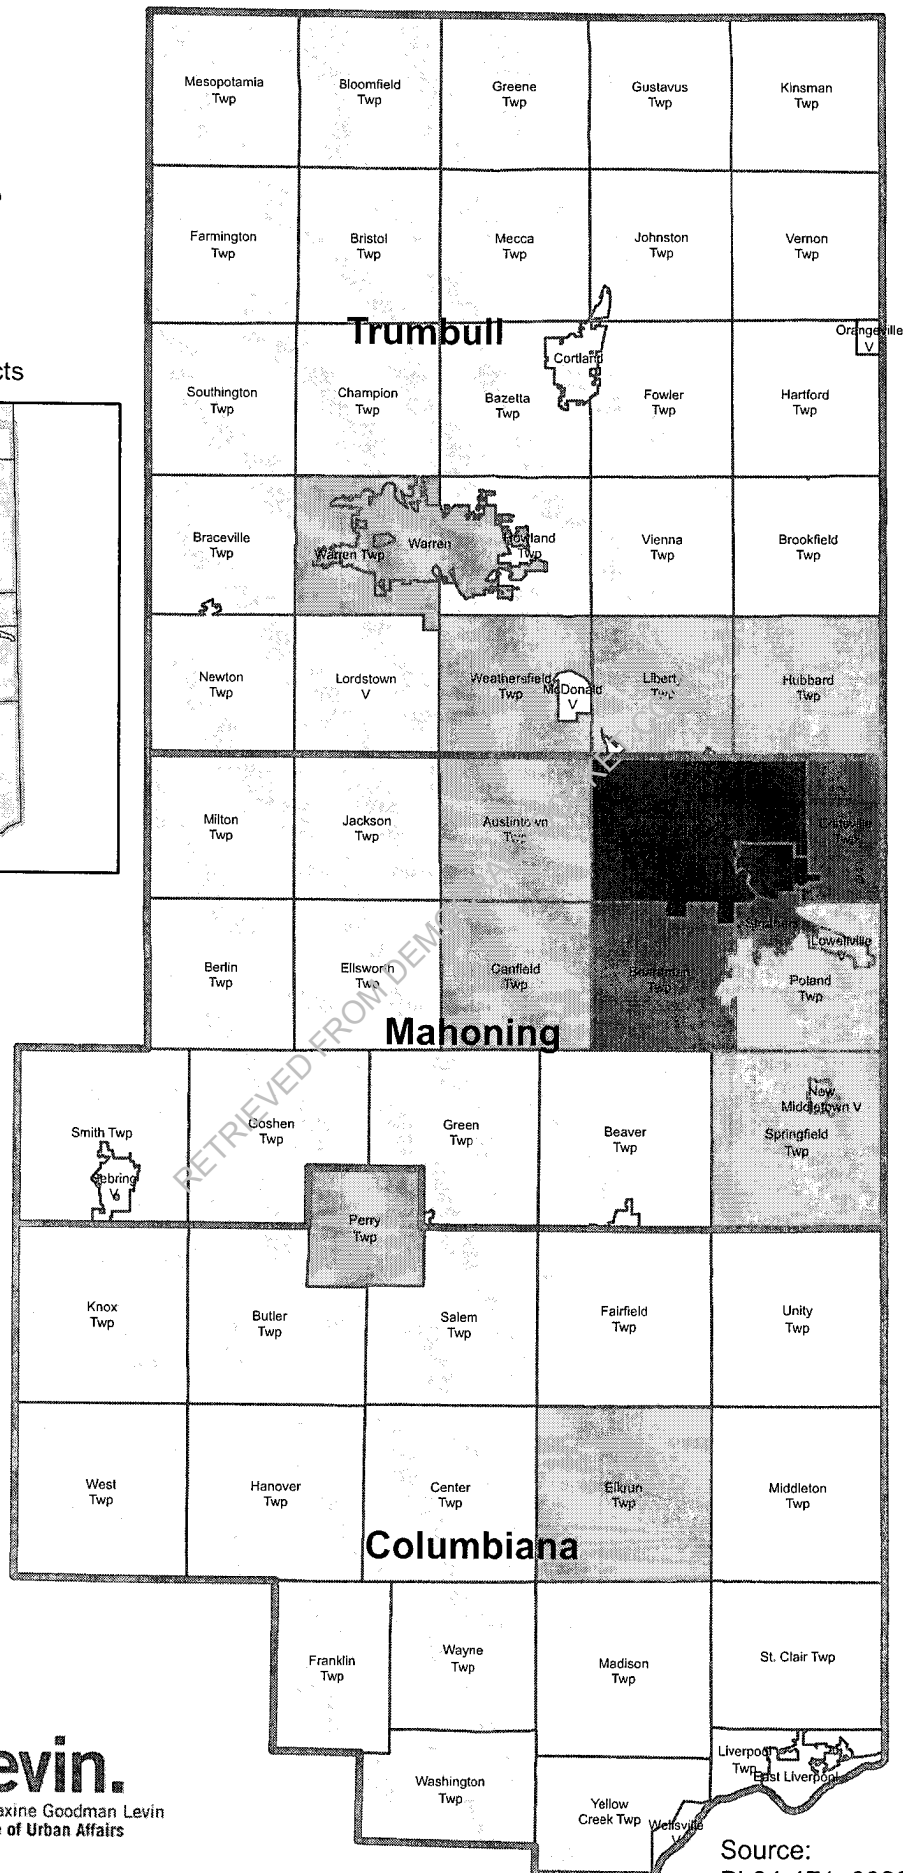 Mesopotamia
Twp
Bloomfield
Twp
Greene
Twp
Gustavus
Twp
Kinsman
Twp
Farmington
Twp
Bristol
Twp
Mecca
Twp
Johnston
Twp
Vernon
Twp
Trumbull
Orangeville
V
Cortland
cts
Southington
Twp
Champion
Twp
Bazetta
Twp
Fowler
Twp
Hartford
Twp
Braceville
Twp
Warren Twp
Warren
Howland
Twp
Vienna
Twp
Brookfield
Twp
Newton
Twp
Lordstown
V
Weathersfield
Twp
McDonald
V
Libert
Twp
Hubbard
Twp
Milton
Twp
Jackson
Twp
Austintown
Twp
Berlin
Twp
Ellsworth
Twp
Canfield
Twp
Twp
Lowellville
V
Poland
Twp
Mahoning
RETRIEVED FROM
Smith Twp
Sebring
V
Goshen
Twp
Green
Twp
Beaver
Twp
New
Middletown V
Springfield
Twp
Perry
Twp
Knox
Twp
Butler
Twp
Salem
Twp
Fairfield
Twp
Unity
Twp
West
Twp
Hanover
Twp
Center
Twp
Elkrun
Twp
Middleton
Twp
Columbiana
Franklin
Twp
Wayne
Twp
Madison
Twp
St. Clair Twp
Washington
Twp
Yellow
Creek Twp
Wellsville
V
Liverpool
Twp
East Liverpool
evin.
axine Goodman Levin
e of Urban Affairs
Source: